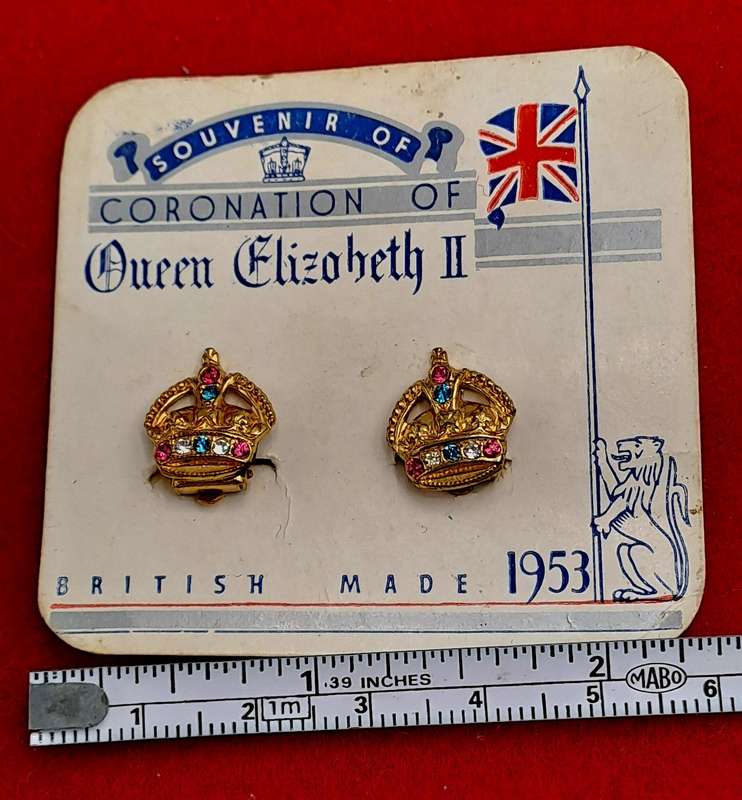 SOUVENIR OF
CORONATION OF
Queen Elizabeth II
BRITISH MADE 1953
1 .39 INCHES 2 MABO
1 2 1m 3 4 5 6